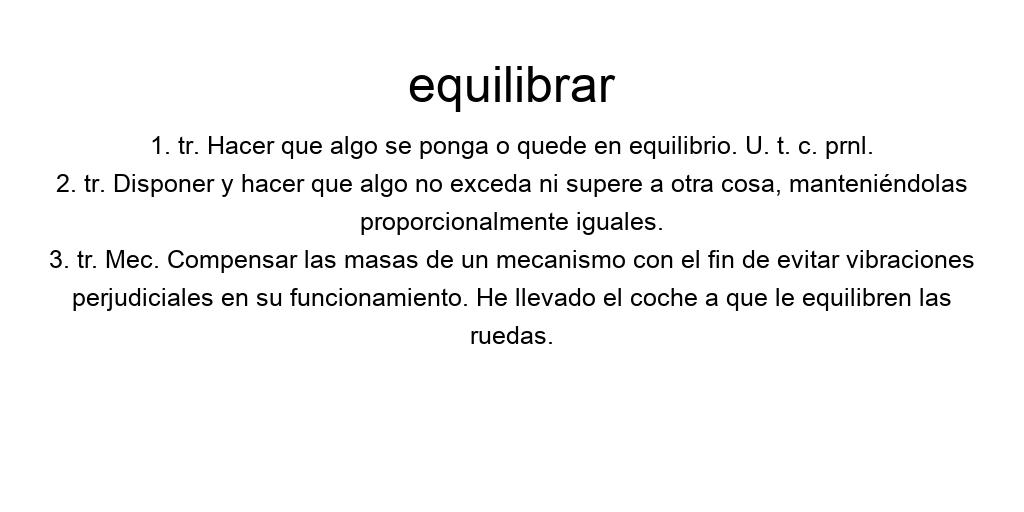 equilibrar
1. tr. Hacer que algo se ponga o quede en equilibrio. U. t. c. prnl.
2. tr. Disponer y hacer que algo no exceda ni supere a otra cosa, manteniéndolas
proporcionalmente iguales.
3. tr. Mec. Compensar las masas de un mecanismo con el fin de evitar vibraciones
perjudiciales en su funcionamiento. He llevado el coche a que le equilibren las
ruedas.